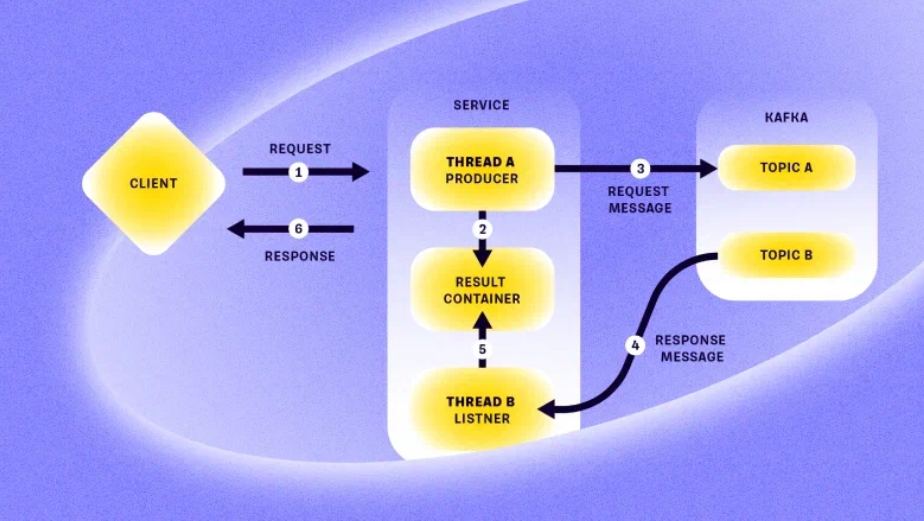 SERVICE
KAFKA
CLIENT
REQUEST
1
6
RESPONSE
THREAD A
PRODUCER
2
RESULT
CONTAINER
5
THREAD B
LISTNER
3
REQUEST
MESSAGE
TOPIC A
TOPIC B
4
RESPONSE
MESSAGE